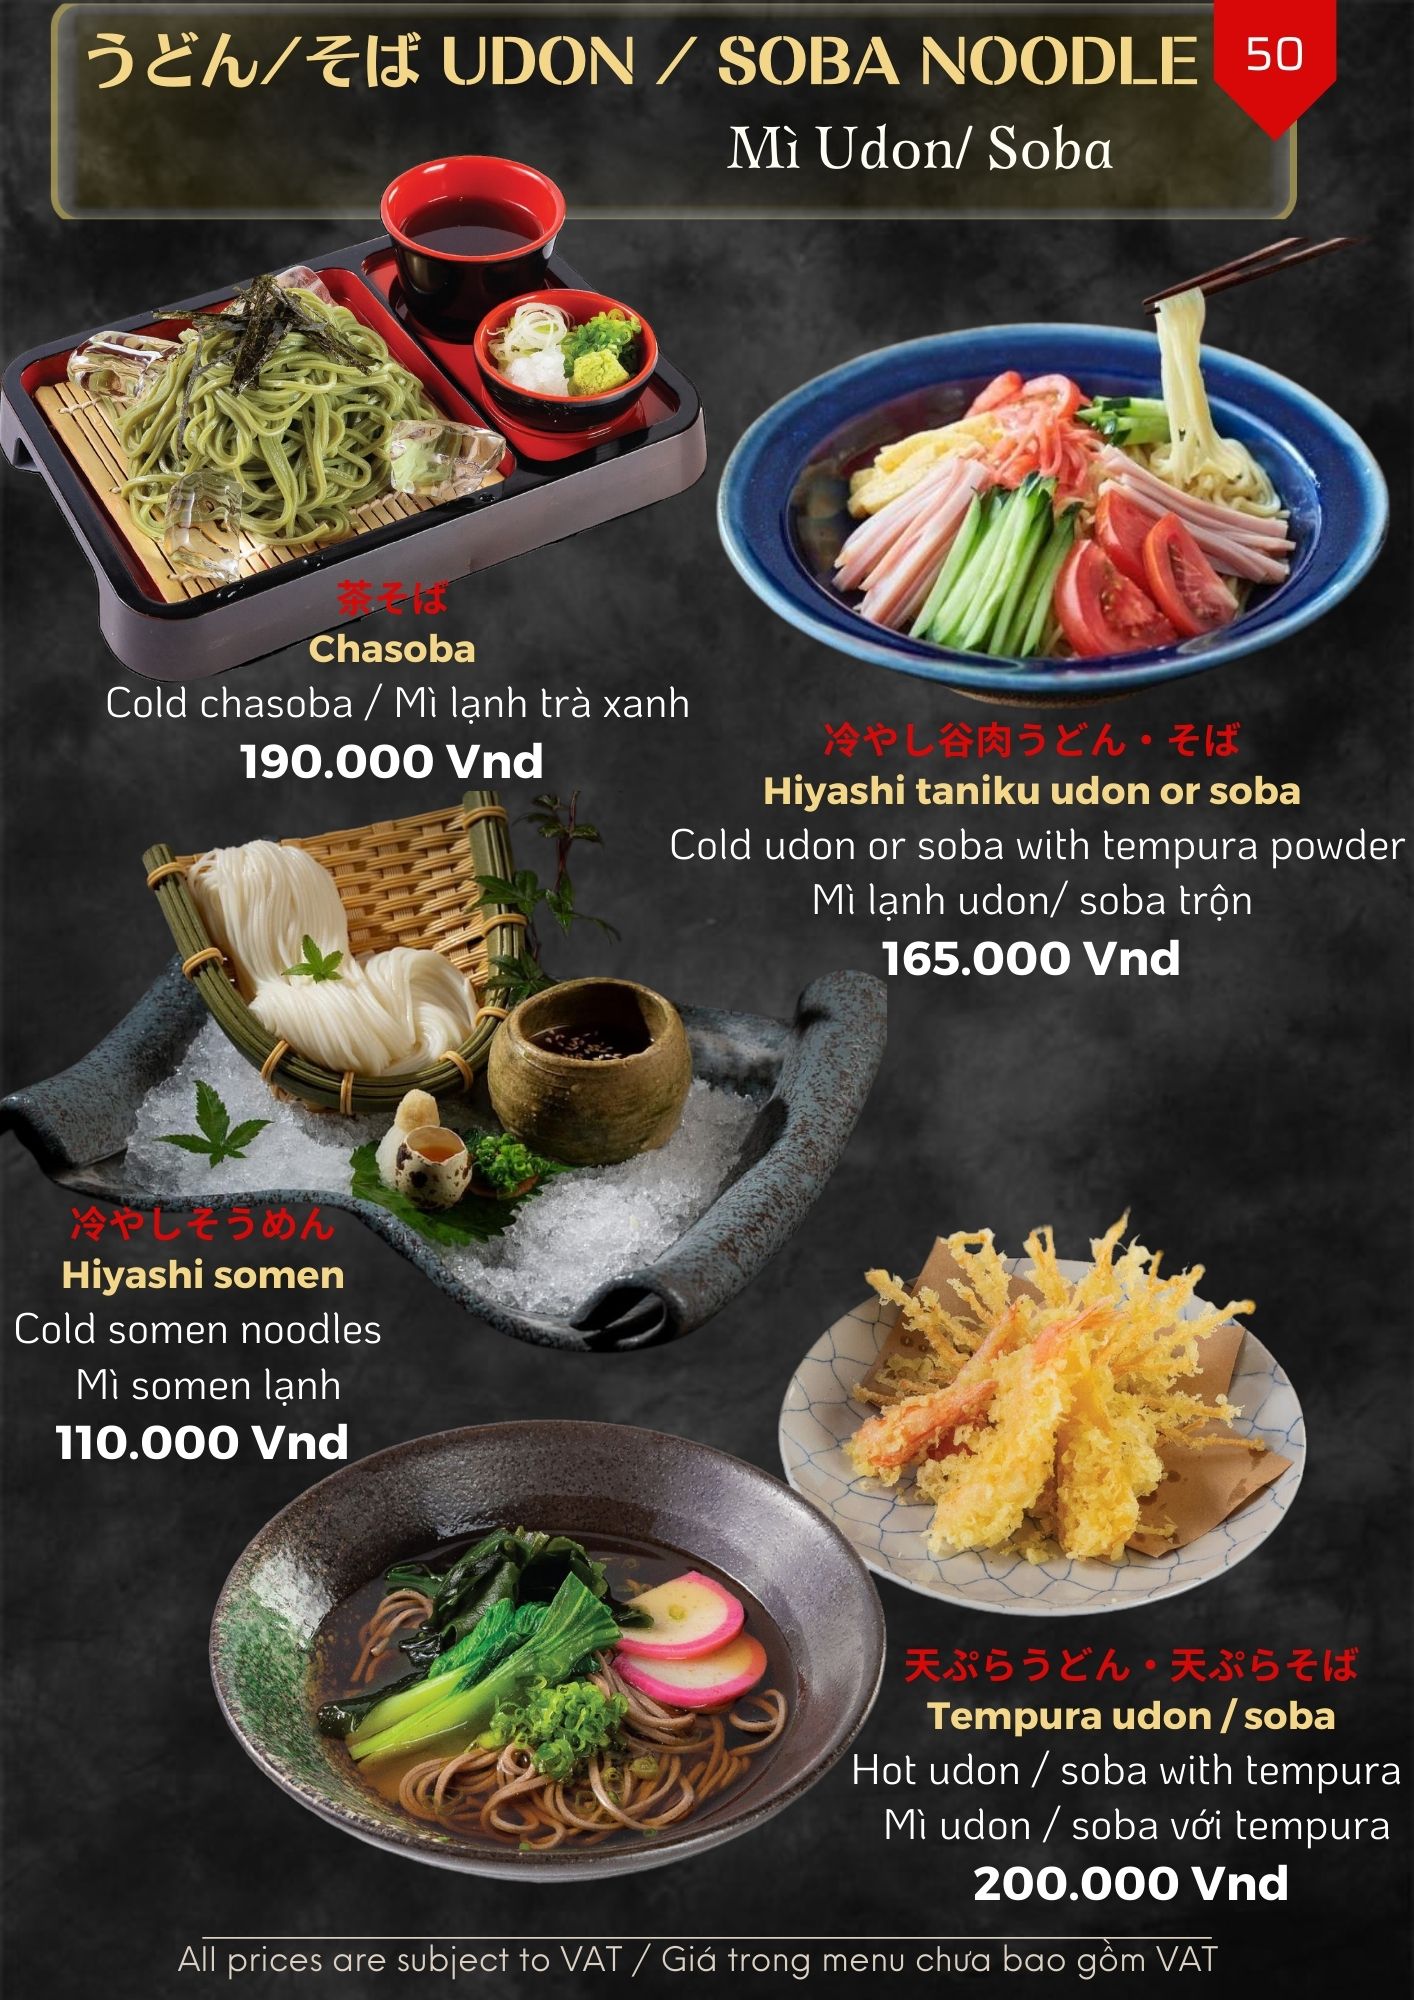 うどん/そば UDON / SOBA NOODLE
50
Mì Udon/ Soba
茶そば
Chasoba
Cold chasoba / Mì lạnh trà xanh
190.000 Vnd
冷やし谷肉うどん・そば
Hiyashi taniku udon or soba
Cold udon or soba with tempura powder
Mì lạnh udon/ soba trộn
165.000 Vnd
冷やしそうめん
Hiyashi somen
Cold somen noodles
Mì somen lạnh
110.000 Vnd
天ぷらうどん・天ぷらそば
Tempura udon / soba
Hot udon / soba with tempura
Mì udon / soba với tempura
200.000 Vnd
All prices are subject to VAT / Giá trong menu chưa bao gồm VAT